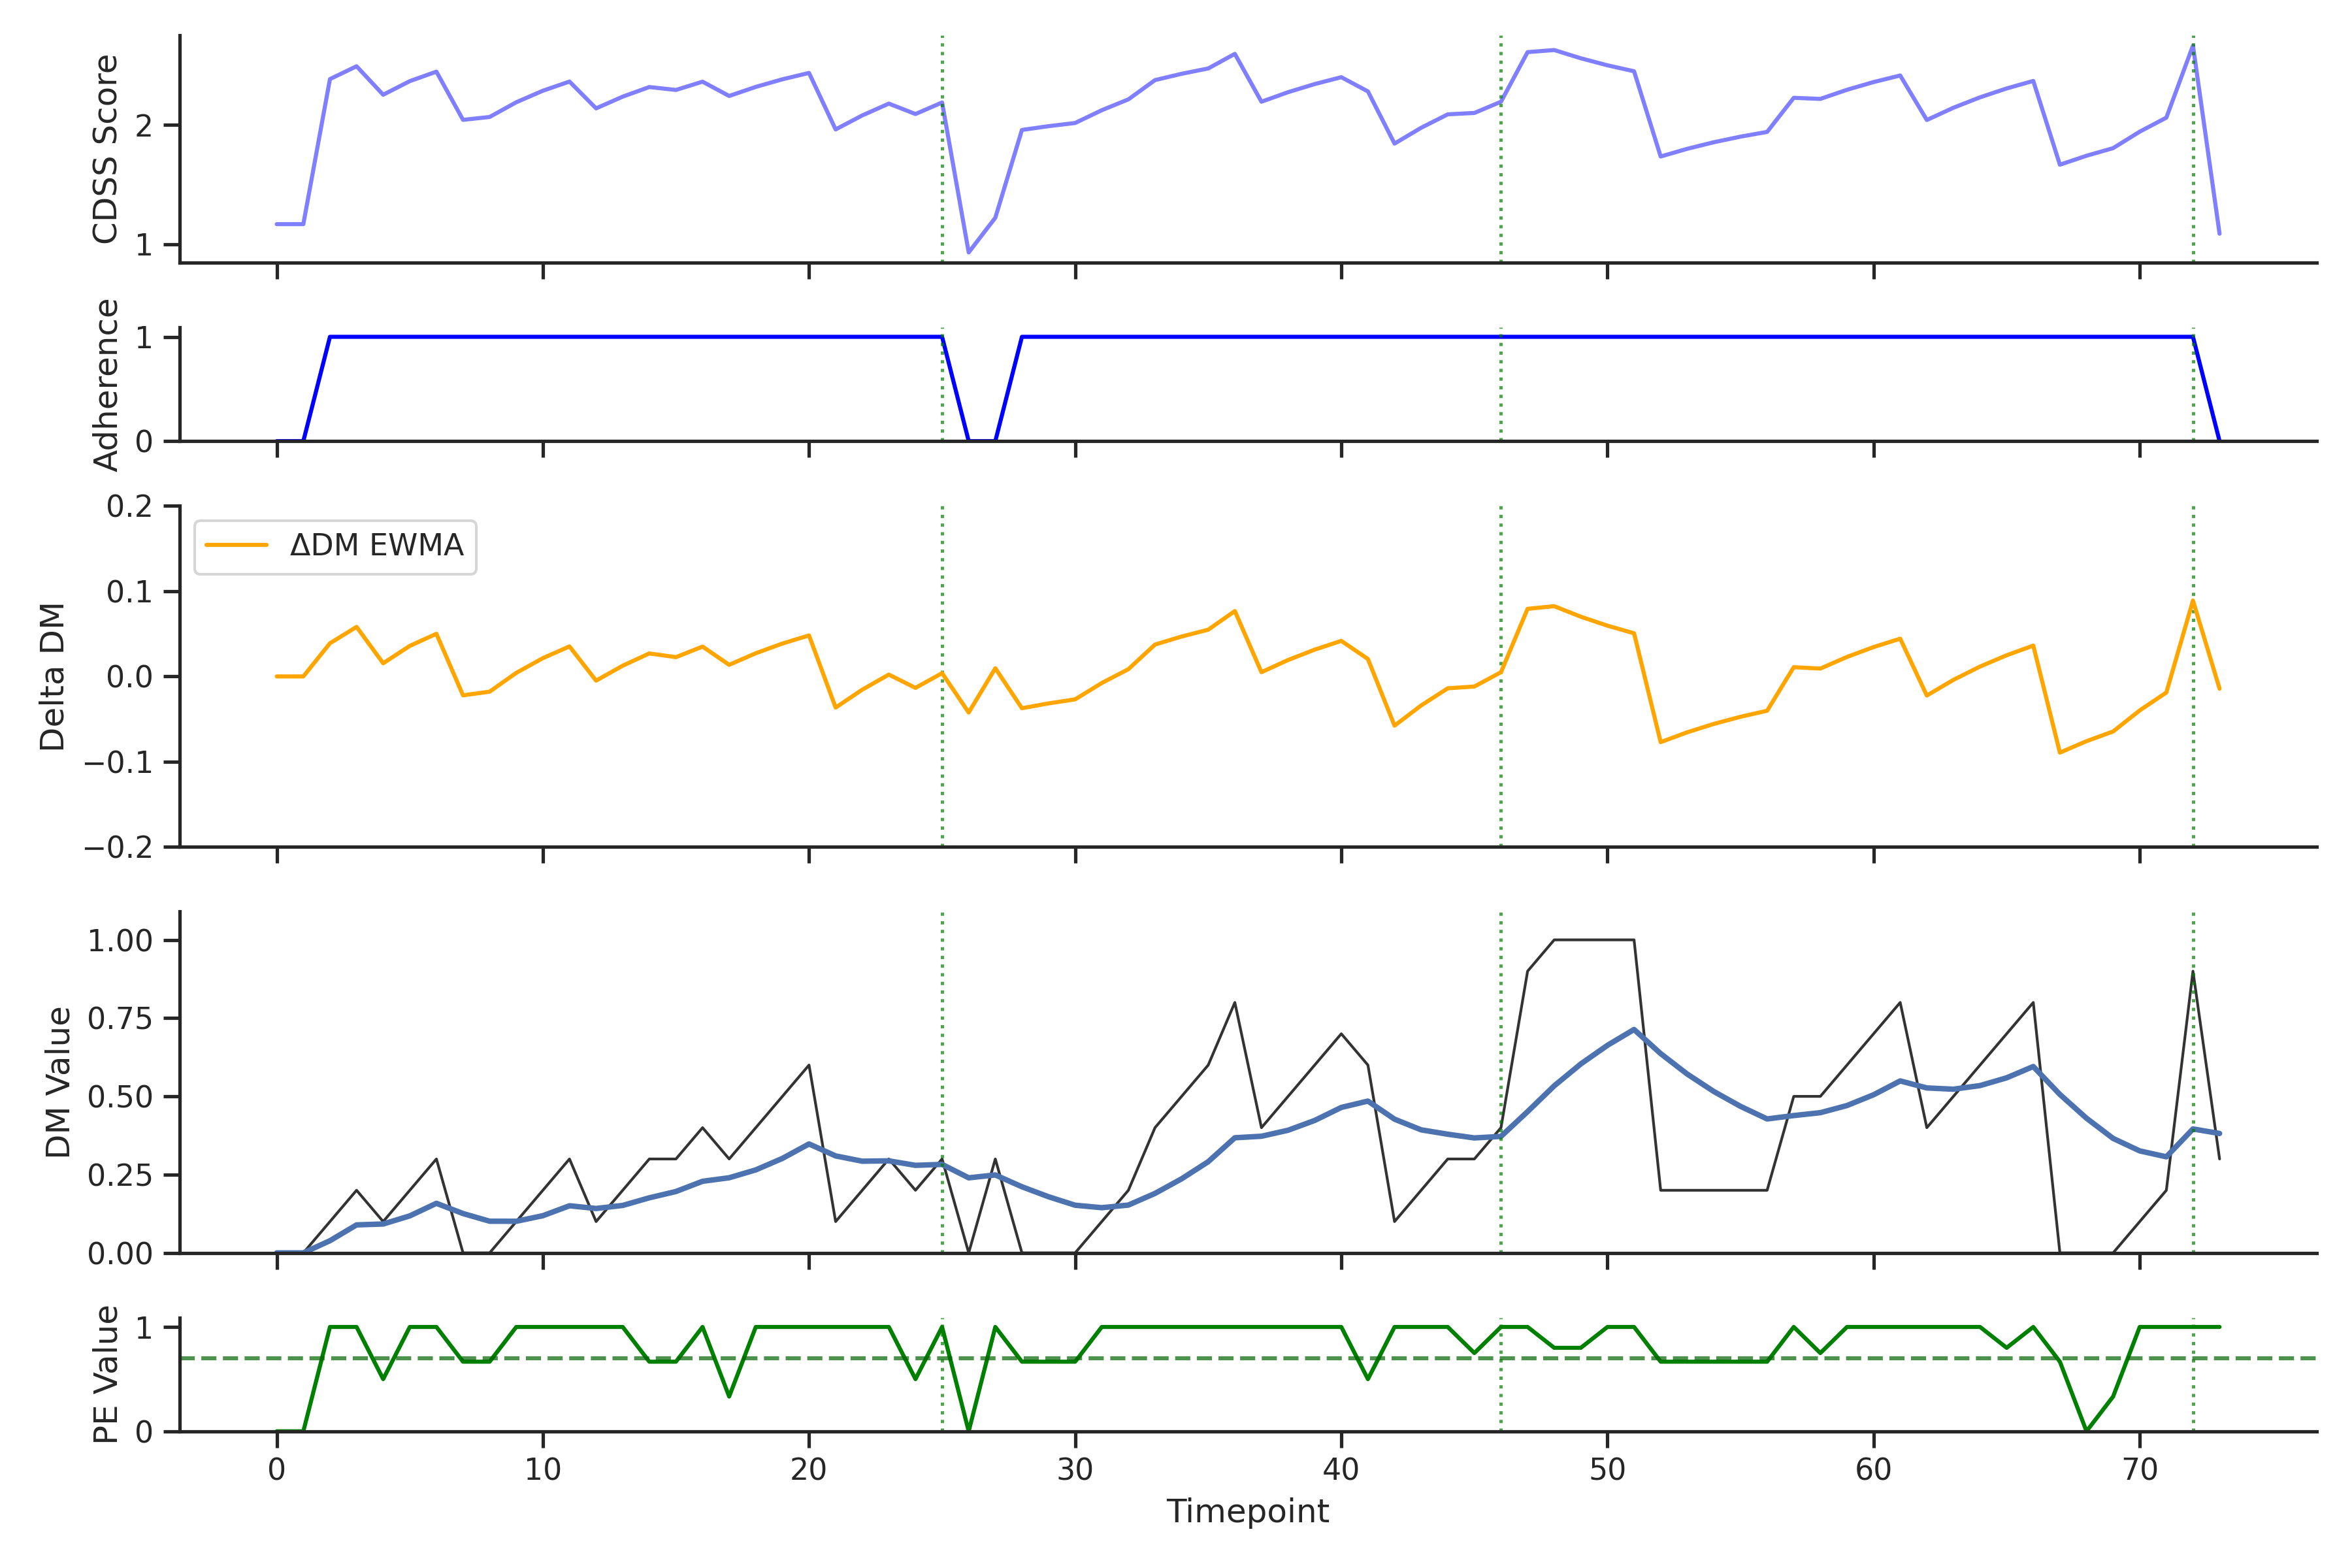 CDSS Score
2
1
Adherence
1
0
Delta DM
0.2
0.1
0.0
−0.1
−0.2
ΔDM EWMA
DM Value
1.00
0.75
0.50
0.25
0.00
PE Value
1
0
0 10 20 30 40 50 60 70
Timepoint